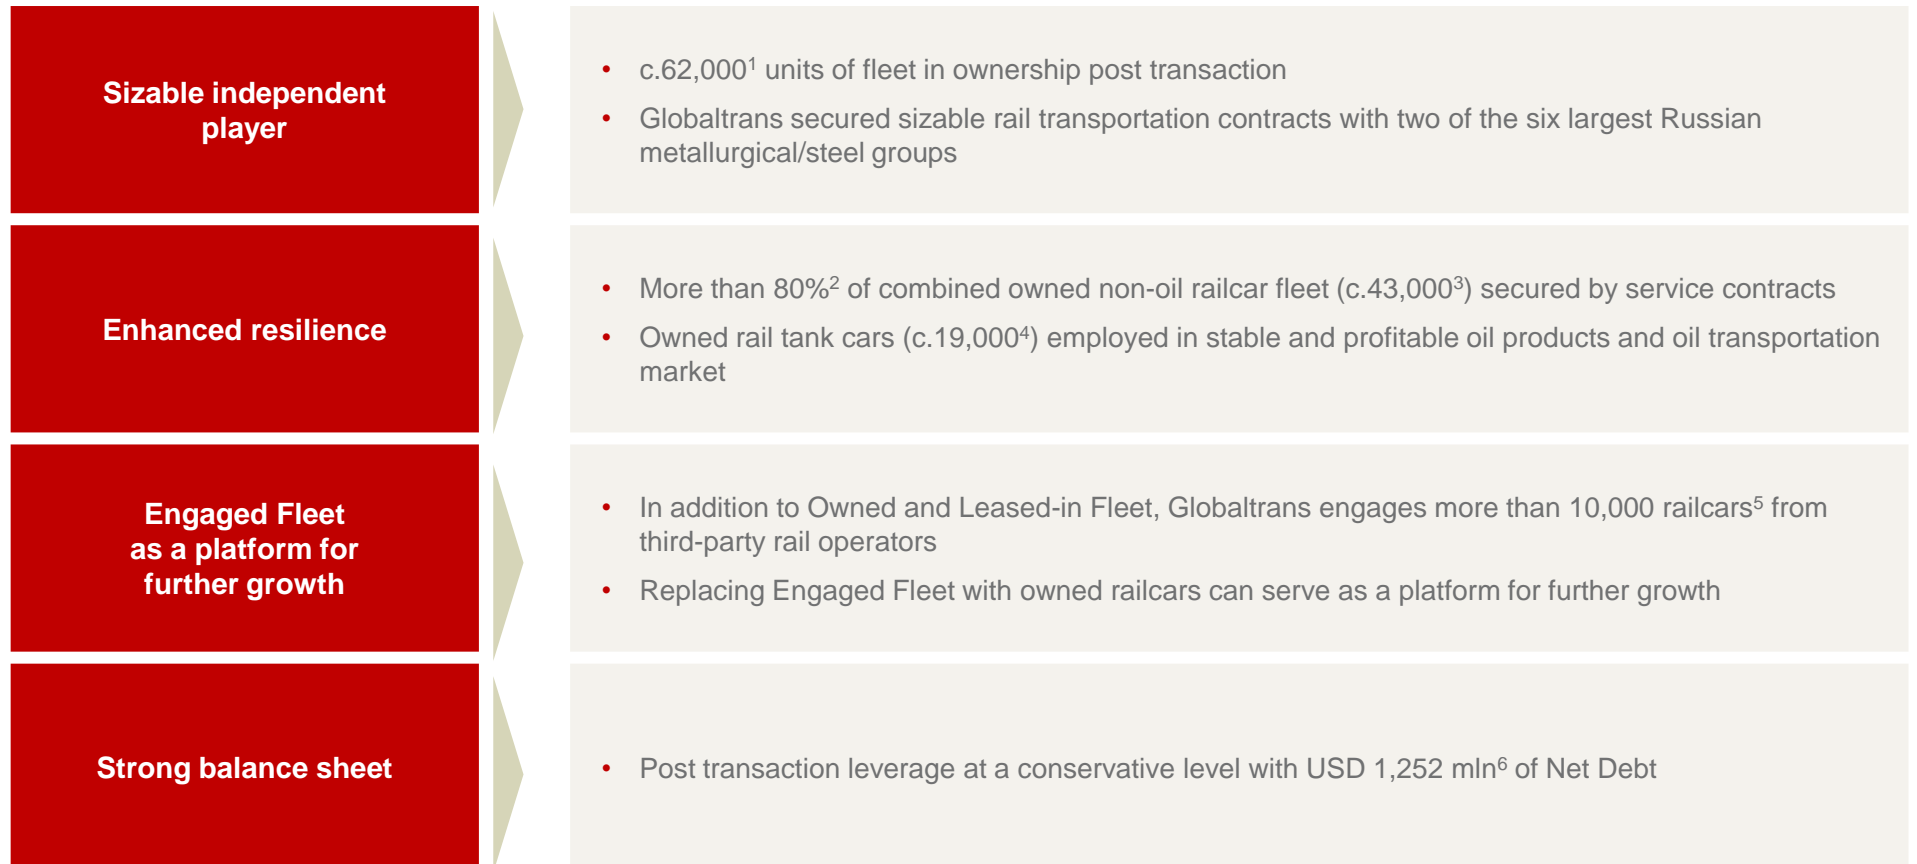 Sizable independent
player
• c.62,000¹ units of fleet in ownership post transaction
• Globaltrans secured sizable rail transportation contracts with two of the six largest Russian
metallurgical/steel groups
Enhanced resilience
• More than 80%² of combined owned non-oil railcar fleet (c.43,000³) secured by service contracts
• Owned rail tank cars (c.19,000⁴) employed in stable and profitable oil products and oil transportation
market
Engaged Fleet
as a platform for
further growth
• In addition to Owned and Leased-in Fleet, Globaltrans engages more than 10,000 railcars⁵ from
third-party rail operators
• Replacing Engaged Fleet with owned railcars can serve as a platform for further growth
Strong balance sheet
• Post transaction leverage at a conservative level with USD 1,252 mln⁶ of Net Debt